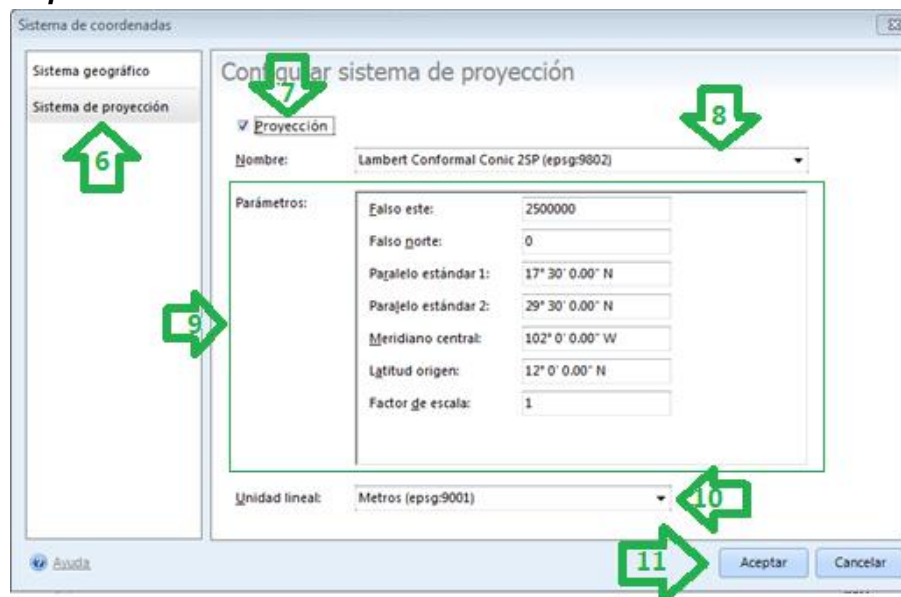 Sistema de coordenadas
Sistema geográfico
Sistema de proyección
6
Configurar sistema de proyección
7
Proyección
8
Nombre: Lambert Conformal Conic 2SP (epsg:9802)
Parámetros:
Falso este: 2500000
Falso norte: 0
Paralelo estándar 1: 17° 30' 0.00" N
Paralelo estándar 2: 29° 30' 0.00" N
9
Meridiano central: 102° 0' 0.00" W
Latitud origen: 12° 0' 0.00" N
Factor de escala: 1
Unidad lineal: Metros (epsg:9001)
10
11
Ayuda
Aceptar
Cancelar